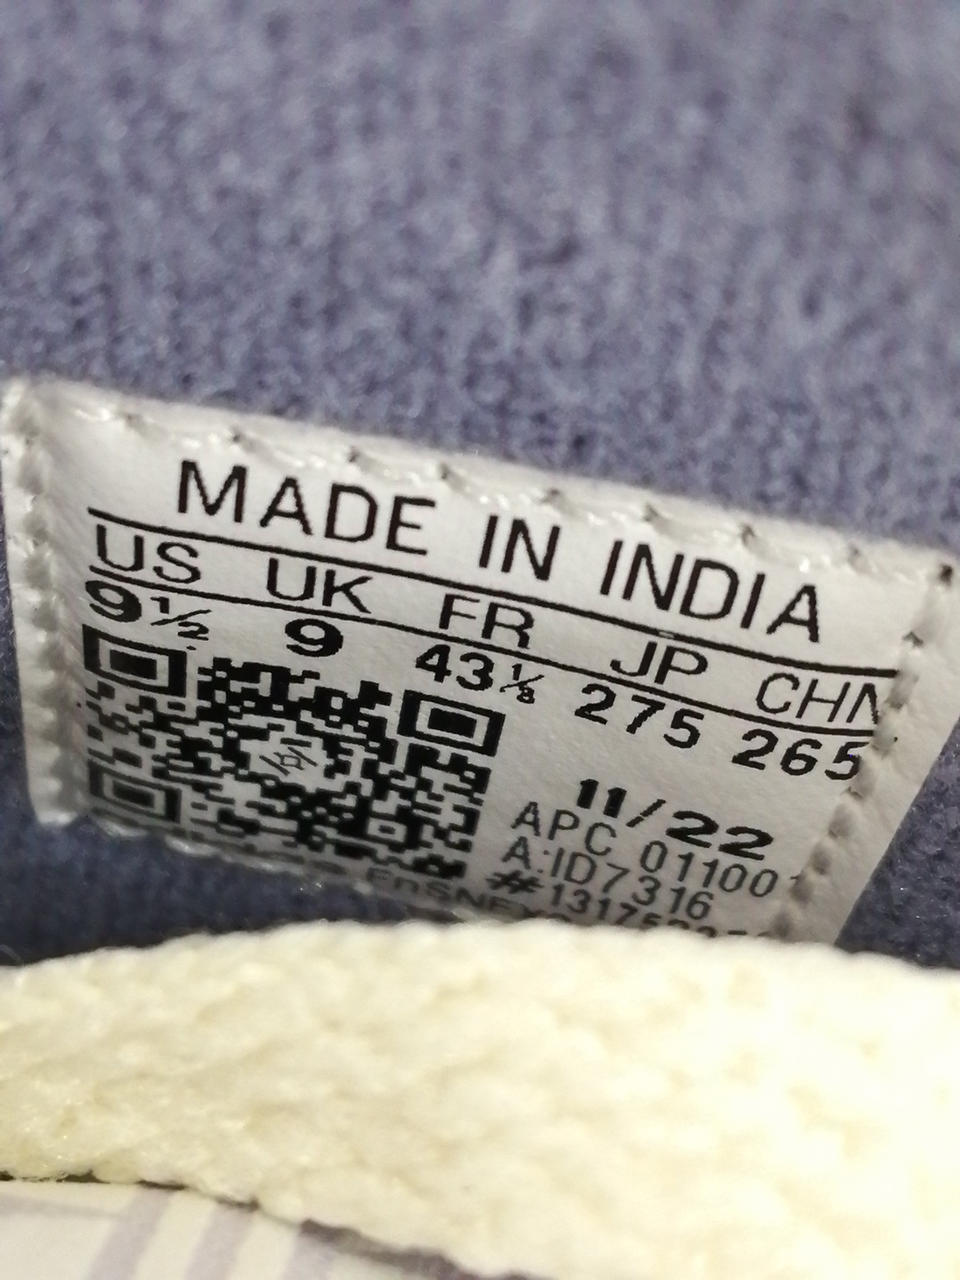 MADE IN INDIA
US UK FR JP CHN
9½ 9 43⅓ 275 265
11/22
APC 011001
A:ID7316